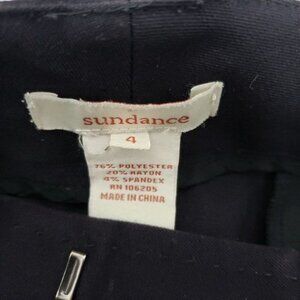 sundance
4
76% POLYESTER
20% RAYON
4% SPANDEX
RN 106205
MADE IN CHINA